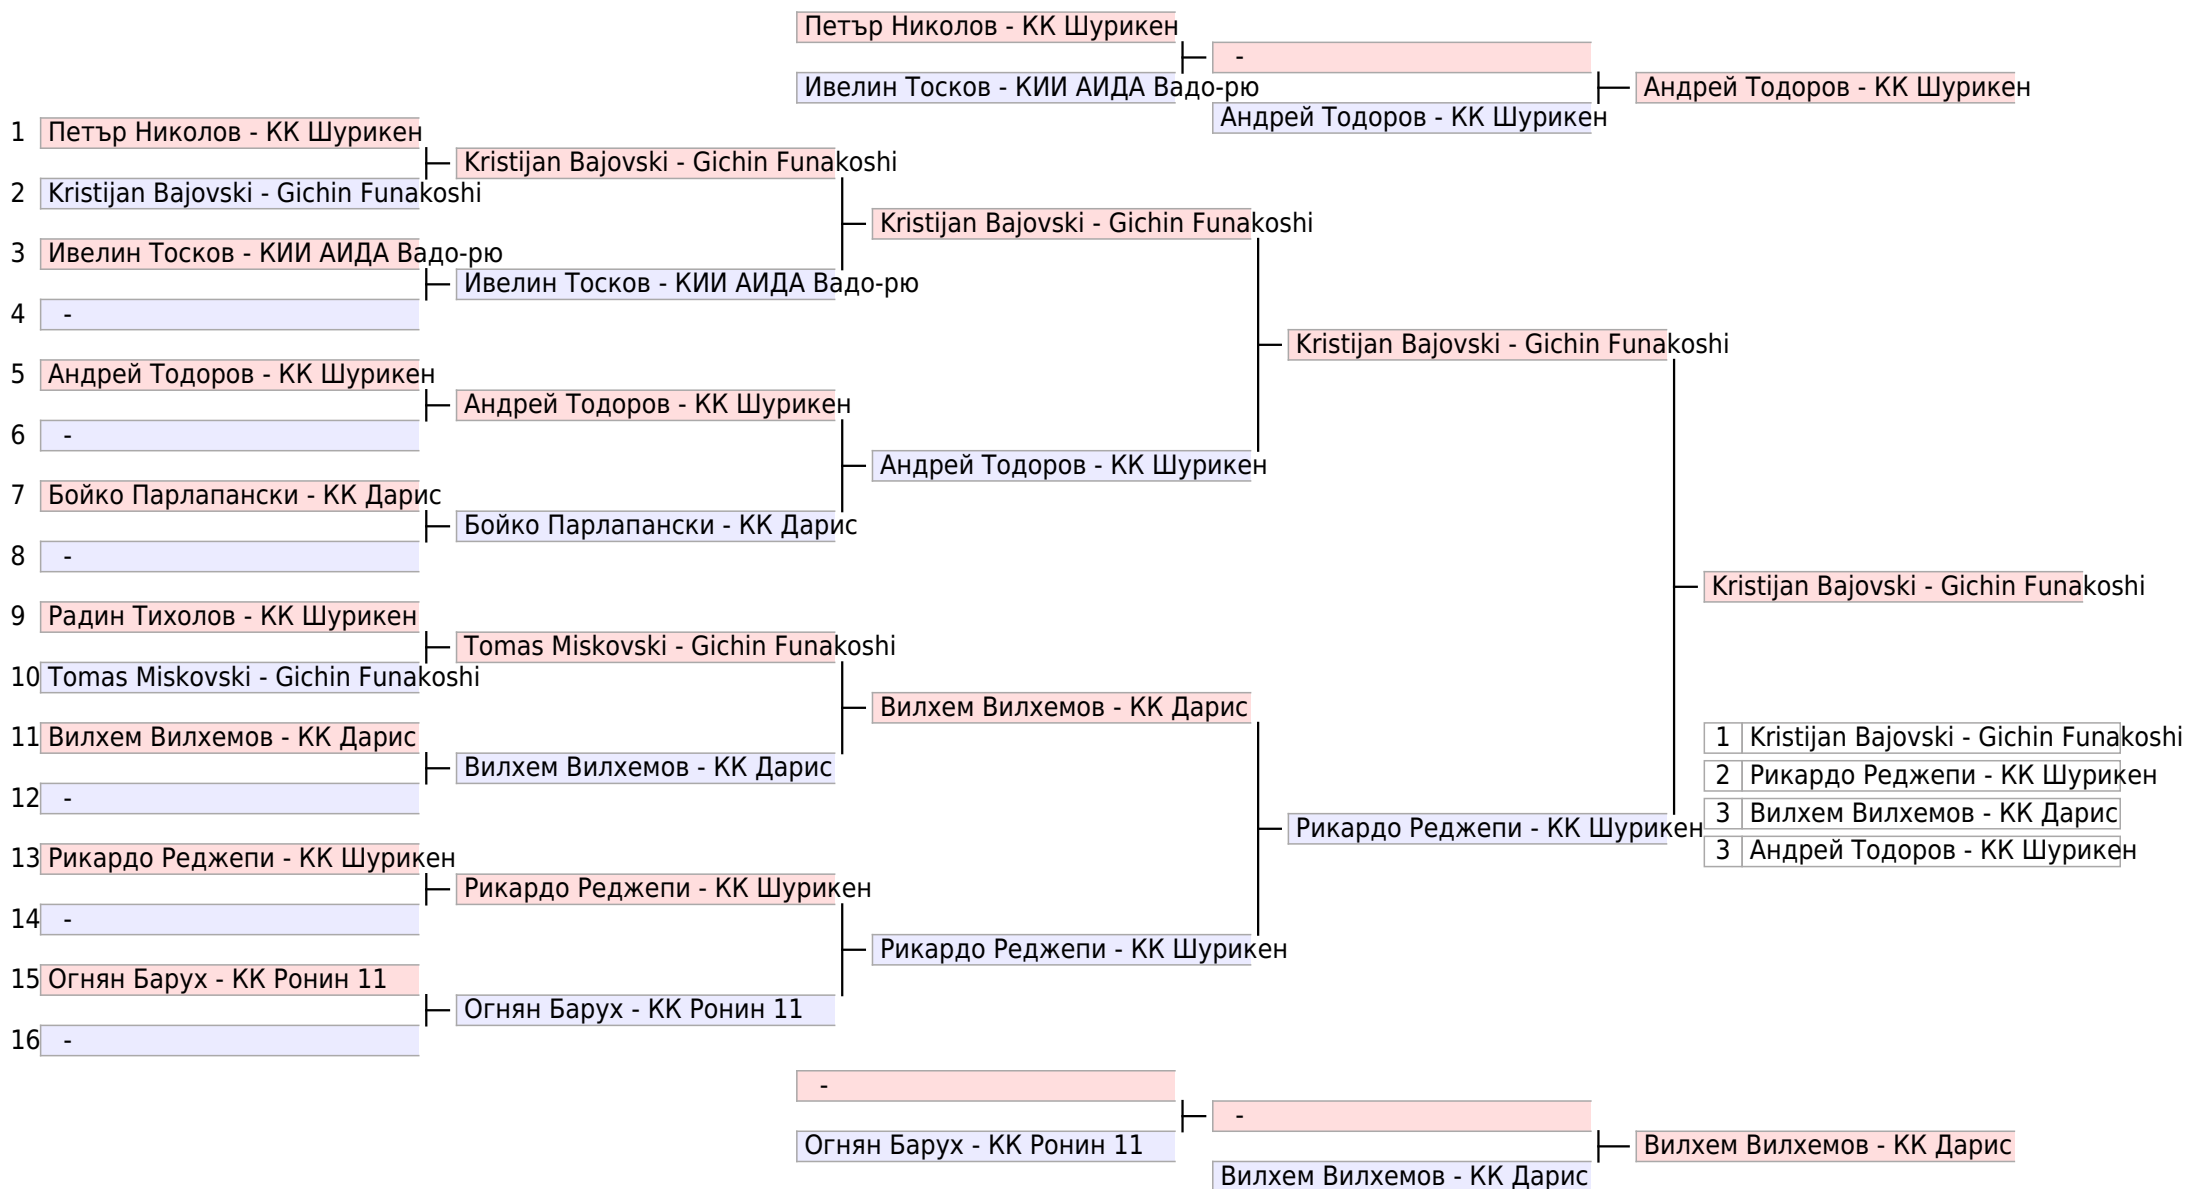 Петър Николов - КК Шурикен
-
Ивелин Тосков - КИИ АИДА Вадо-рю
Андрей Тодоров - КК Шурикен
Андрей Тодоров - КК Шурикен
1 Петър Николов - КК Шурикен
Kristijan Bajovski - Gichin Funakoshi
2 Kristijan Bajovski - Gichin Funakoshi
Kristijan Bajovski - Gichin Funakoshi
3 Ивелин Тосков - КИИ АИДА Вадо-рю
Ивелин Тосков - КИИ АИДА Вадо-рю
4 -
Kristijan Bajovski - Gichin Funakoshi
5 Андрей Тодоров - КК Шурикен
Андрей Тодоров - КК Шурикен
6 -
Андрей Тодоров - КК Шурикен
7 Бойко Парлапански - КК Дарис
Бойко Парлапански - КК Дарис
8 -
Kristijan Bajovski - Gichin Funakoshi
9 Радин Тихолов - КК Шурикен
Tomas Miskovski - Gichin Funakoshi
10 Tomas Miskovski - Gichin Funakoshi
Вилхем Вилхемов - КК Дарис
11 Вилхем Вилхемов - КК Дарис
1 Kristijan Bajovski - Gichin Funakoshi
Вилхем Вилхемов - КК Дарис
2 Рикардо Реджепи - КК Шурикен
12 -
3 Вилхем Вилхемов - КК Дарис
Рикардо Реджепи - КК Шурикен
3 Андрей Тодоров - КК Шурикен
13 Рикардо Реджепи - КК Шурикен
Рикардо Реджепи - КК Шурикен
14 -
Рикардо Реджепи - КК Шурикен
15 Огнян Барух - КК Ронин 11
Огнян Барух - КК Ронин 11
16 -
-
-
Огнян Барух - КК Ронин 11
Вилхем Вилхемов - КК Дарис
Вилхем Вилхемов - КК Дарис